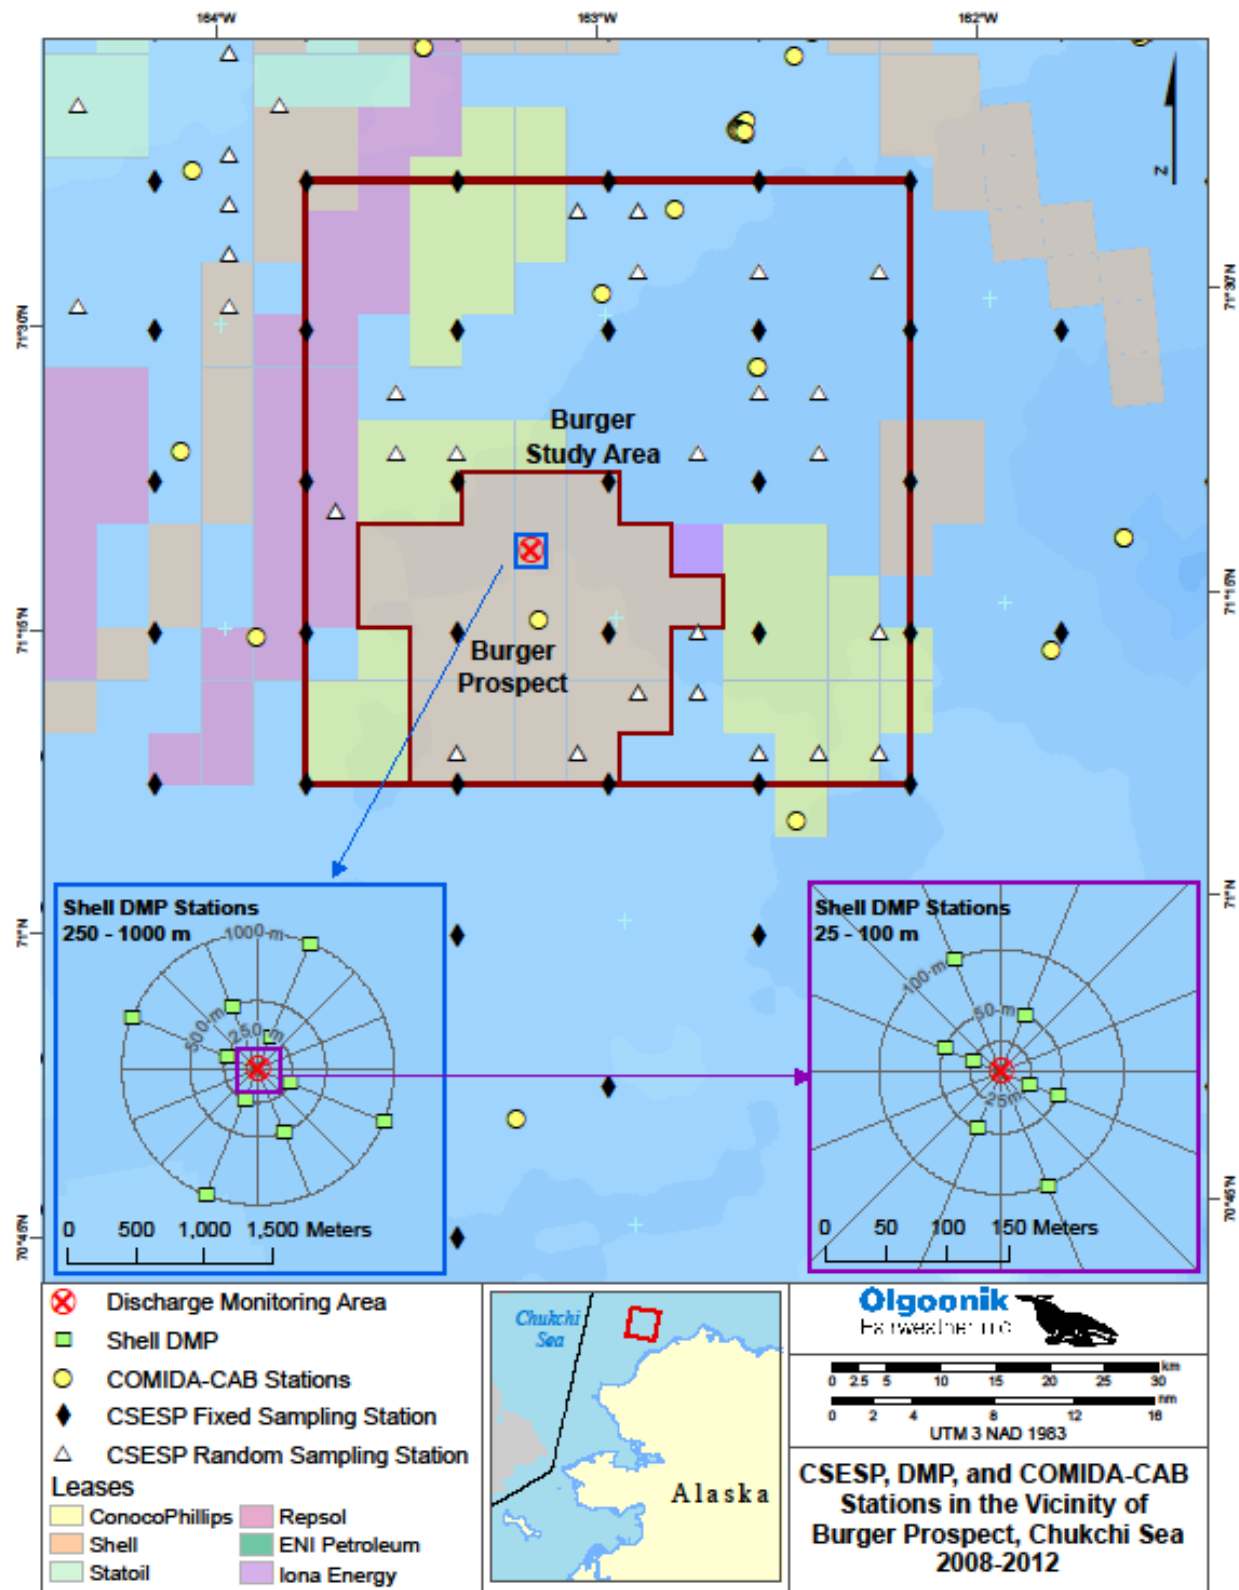 164°W
163°W
162°W
N
71°30'N
71°30'N
Burger
Study Area
71°15'N
71°15'N
Burger
Prospect
71°N
71°N
Shell DMP Stations
250 - 1000 m
1000 m
500 m
250 m
0 500 1,000 1,500 Meters
Shell DMP Stations
25 - 100 m
100 m
50 m
25m
0 50 100 150 Meters
70°45'N
70°45'N
Discharge Monitoring Area
Shell DMP
COMIDA-CAB Stations
CSESP Fixed Sampling Station
CSESP Random Sampling Station
Leases
ConocoPhillips
Shell
Statoil
Repsol
ENI Petroleum
Iona Energy
Chukchi
Sea
Alaska
Olgoonik
Fairweather LLC
km
0 2.5 5 10 15 20 25 30
nm
0 2 4 8 12 16
UTM 3 NAD 1983
CSESP, DMP, and COMIDA-CAB
Stations in the Vicinity of
Burger Prospect, Chukchi Sea
2008-2012